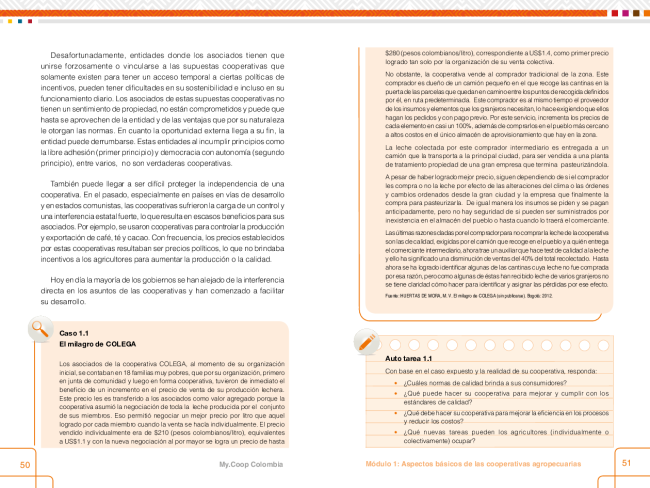 Desafortunadamente, entidades donde los asociados tienen que
unirse forzosamente o vincularse a las supuestas cooperativas que
solamente existen para tener un acceso temporal a ciertas políticas de
incentivos, pueden tener dificultades en su sostenibilidad e incluso en su
funcionamiento diario. Los asociados de estas supuestas cooperativas no
tienen un sentimiento de propiedad, no están comprometidos y puede que
hasta se aprovechen de la entidad y de las ventajas que por su naturaleza
le otorgan las normas. En cuanto la oportunidad externa llega a su fin, la
entidad puede derrumbarse. Estas entidades al incumplir principios como
la libre adhesión (primer principio) y democracia con autonomía (segundo
principio), entre varios, no son verdaderas cooperativas.
También puede llegar a ser difícil proteger la independencia de una
cooperativa. En el pasado, especialmente en países en vías de desarrollo
y en estados comunistas, las cooperativas sufrieron la carga de un control y
una interferencia estatal fuerte, lo que resulta en escasos beneficios para sus
asociados. Por ejemplo, se usaron cooperativas para controlar la producción
y exportación de café, té y cacao. Con frecuencia, los precios establecidos
por estas cooperativas resultaban ser precios políticos, lo que no brindaba
incentivos a los agricultores para aumentar la producción o la calidad.
Hoy en día la mayoría de los gobiernos se han alejado de la interferencia
directa en los asuntos de las cooperativas y han comenzado a facilitar
su desarrollo.
Caso 1.1
El milagro de COLEGA
Los asociados de la cooperativa COLEGA, al momento de su organización
inicial, se contaban en 18 familias muy pobres, que por su organización, primero
en junta de comunidad y luego en forma cooperativa, tuvieron de inmediato el
beneficio de un incremento en el precio de venta de su producción lechera.
Este precio les es transferido a los asociados como valor agregado porque la
cooperativa asumió la negociación de toda la leche producida por el conjunto
de sus miembros. Eso permitió negociar un mejor precio por litro que aquel
logrado por cada miembro cuando la venta se hacía individualmente. El precio
vendido individualmente era de $210 (pesos colombianos/litro), equivalentes
a US$1.1 y con la nueva negociación al por mayor se logra un precio de hasta
50
My.Coop Colombia
$280 (pesos colombianos/litro), correspondiente a US$1.4, como primer precio
logrado tan solo por la organización de su venta colectiva.
No obstante, la cooperativa vende al comprador tradicional de la zona. Este
comprador es dueño de un camión pequeño en el que recoge las cantinas en la
puerta de las parcelas que quedan en camino entre los puntos de recogida definidos
por él, en ruta predeterminada. Este comprador es al mismo tiempo el proveedor
de los insumos y elementos que los granjeros necesitan, lo hace exigiendo que ellos
hagan los pedidos y con pago previo. Por este servicio, incrementa los precios de
cada elemento en casi un 100%, además de comprarlos en el pueblo más cercano
a altos costos en el único almacén de aprovisionamiento que hay en la zona.
La leche colectada por este comprador intermediario es entregada a un
camión que la transporta a la principal ciudad, para ser vendida a una planta
de tratamiento propiedad de una gran empresa que termina pasteurizándola.
A pesar de haber logrado mejor precio, siguen dependiendo de si el comprador
les compra o no la leche por efecto de las alteraciones del clima o las órdenes
y cambios ordenados desde la gran ciudad y la empresa que finalmente la
compra para pasteurizarla. De igual manera los insumos se piden y se pagan
anticipadamente, pero no hay seguridad de si pueden ser suministrados por
inexistencia en el almacén del pueblo o hasta cuando lo traerá el comerciante.
Las últimas razones dadas por el comprador para no comprar la leche de la cooperativa
son las de calidad, exigidas por el camión que recoge en el pueblo y a quién entrega
el comerciante intermediario, ahora trae un auxiliar que hace test de calidad a la leche
y ello ha significado una disminución de ventas del 40% del total recolectado. Hasta
ahora se ha logrado identificar algunas de las cantinas cuya leche no fue comprada
por esa razón, pero como algunas de éstas han recibido leche de varios granjeros no
se tiene claridad cómo hacer para identificar y asignar las pérdidas por ese efecto.
Fuente: HUERTAS DE MORA, M. V. El milagro de COLEGA (sin publicarse). Bogotá: 2012.
Auto tarea 1.1
Con base en el caso expuesto y la realidad de su cooperativa, responda:
• ¿Cuáles normas de calidad brinda a sus consumidores?
• ¿Qué puede hacer su cooperativa para mejorar y cumplir con los
estándares de calidad?
• ¿Qué debe hacer su cooperativa para mejorar la eficiencia en los procesos
y reducir los costos?
• ¿Qué nuevas tareas pueden los agricultores (individualmente o
colectivamente) ocupar?
Módulo 1: Aspectos básicos de las cooperativas agropecuarias
51